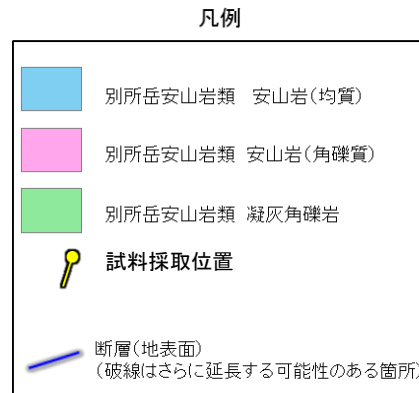 凡例
別所岳安山岩類　安山岩(均質)
別所岳安山岩類 安山岩(角礫質)
別所岳安山岩類 凝灰角礫岩
試料採取位置
断層(地表面)
(破線はさらに延長する可能性のある箇所)